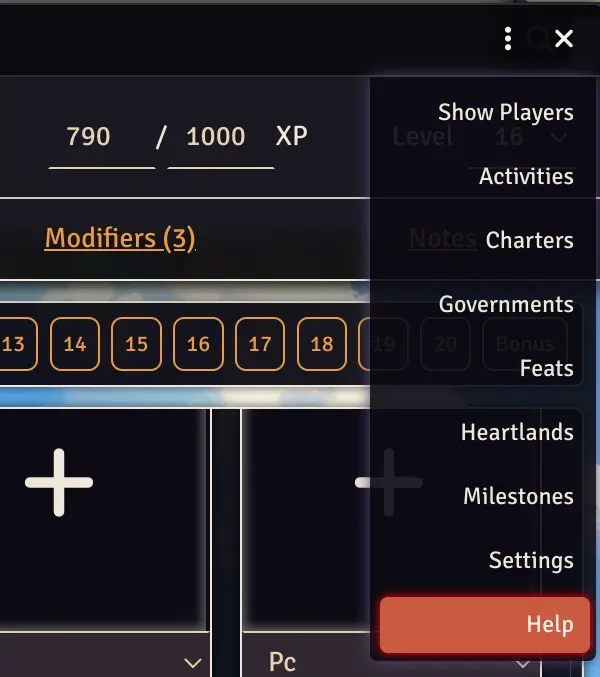 790 / 1000 XP Level 16
Show Players
Activities
Modifiers (3) Notes
Charters
Governments
13 14 15 16 17 18 19 20 Bonus
Feats
Heartlands
Milestones
Settings
Help
Pc